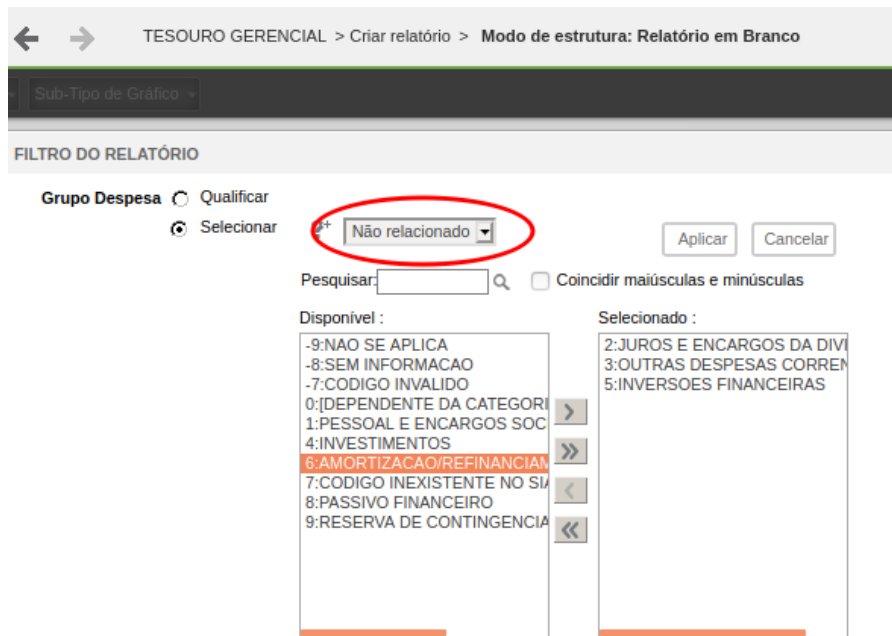 TESOURO GERENCIAL > Criar relatório > Modo de estrutura: Relatório em Branco
Sub-Tipo de Gráfico
FILTRO DO RELATÓRIO
Grupo Despesa Qualificar
Selecionar Não relacionado
Aplicar Cancelar
Pesquisar: Coincidir maiúsculas e minúsculas
Disponível : Selecionado :
-9:NAO SE APLICA
-8:SEM INFORMACAO
-7:CODIGO INVALIDO
0:[DEPENDENTE DA CATEGORI
1:PESSOAL E ENCARGOS SOC
4:INVESTIMENTOS
6:AMORTIZACAO/REFINANCIAM
7:CODIGO INEXISTENTE NO SIA
8:PASSIVO FINANCEIRO
9:RESERVA DE CONTINGENCIA
2:JUROS E ENCARGOS DA DIVI
3:OUTRAS DESPESAS CORREN
5:INVERSOES FINANCEIRAS